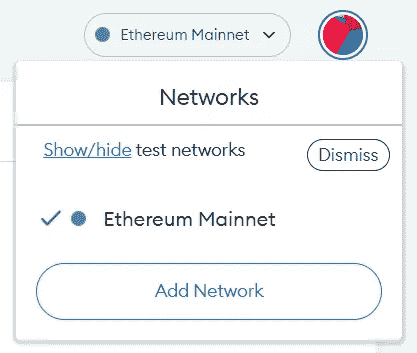 Ethereum Mainnet
Networks
Show/hide test networks
Dismiss
Ethereum Mainnet
Add Network